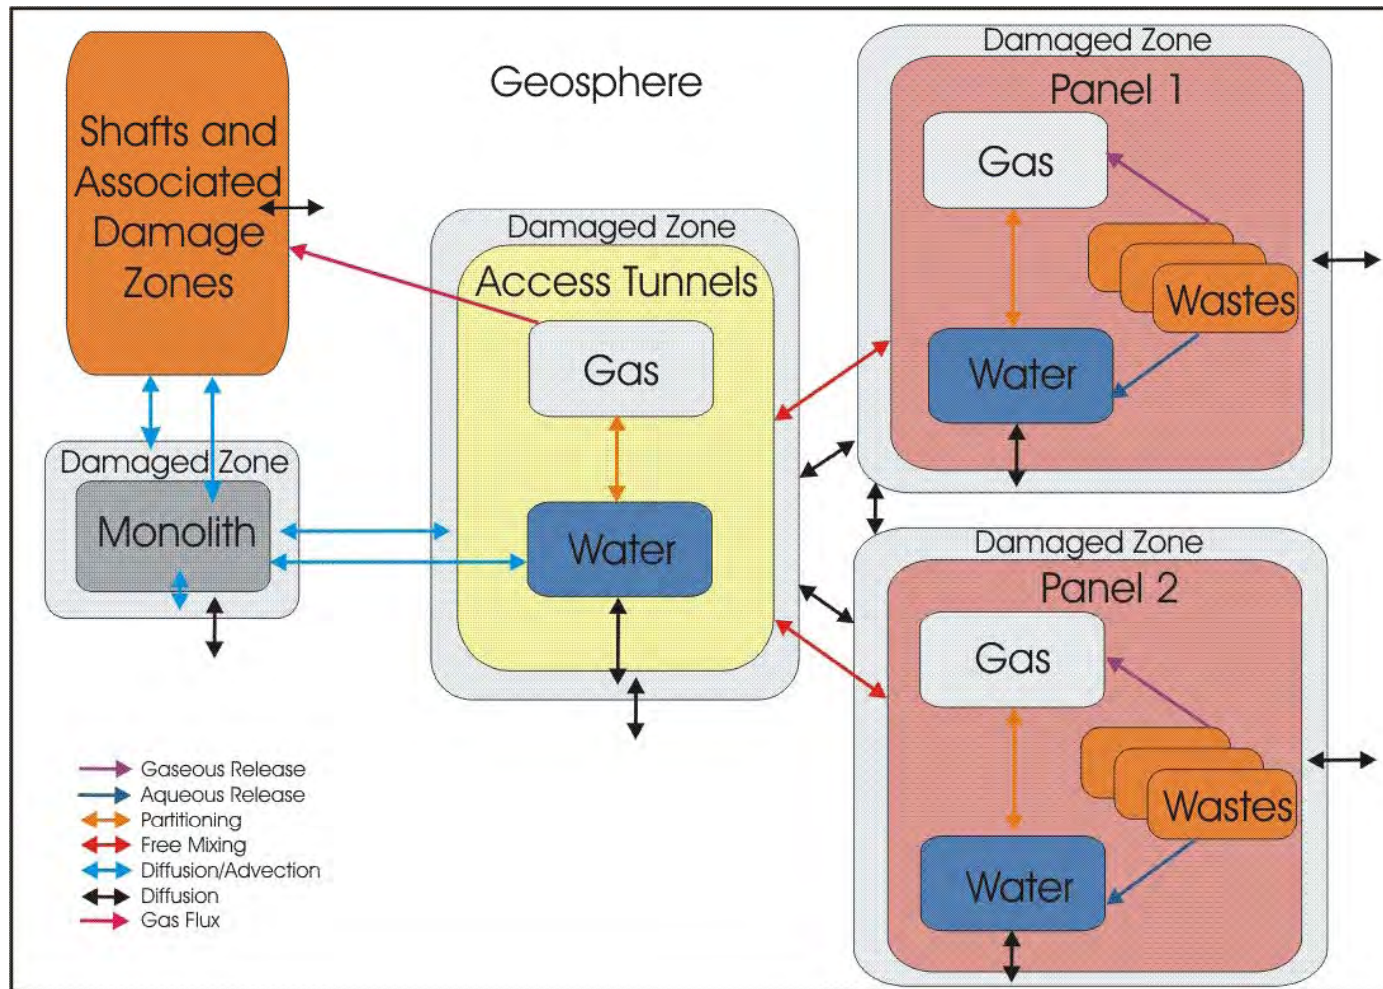 Geosphere
Shafts and
Associated
Damage
Zones
Damaged Zone
Monolith
Damaged Zone
Access Tunnels
Gas
Water
Damaged Zone
Panel 1
Gas
Wastes
Water
Damaged Zone
Panel 2
Gas
Wastes
Water
Gaseous Release
Aqueous Release
Partitioning
Free Mixing
Diffusion/Advection
Diffusion
Gas Flux